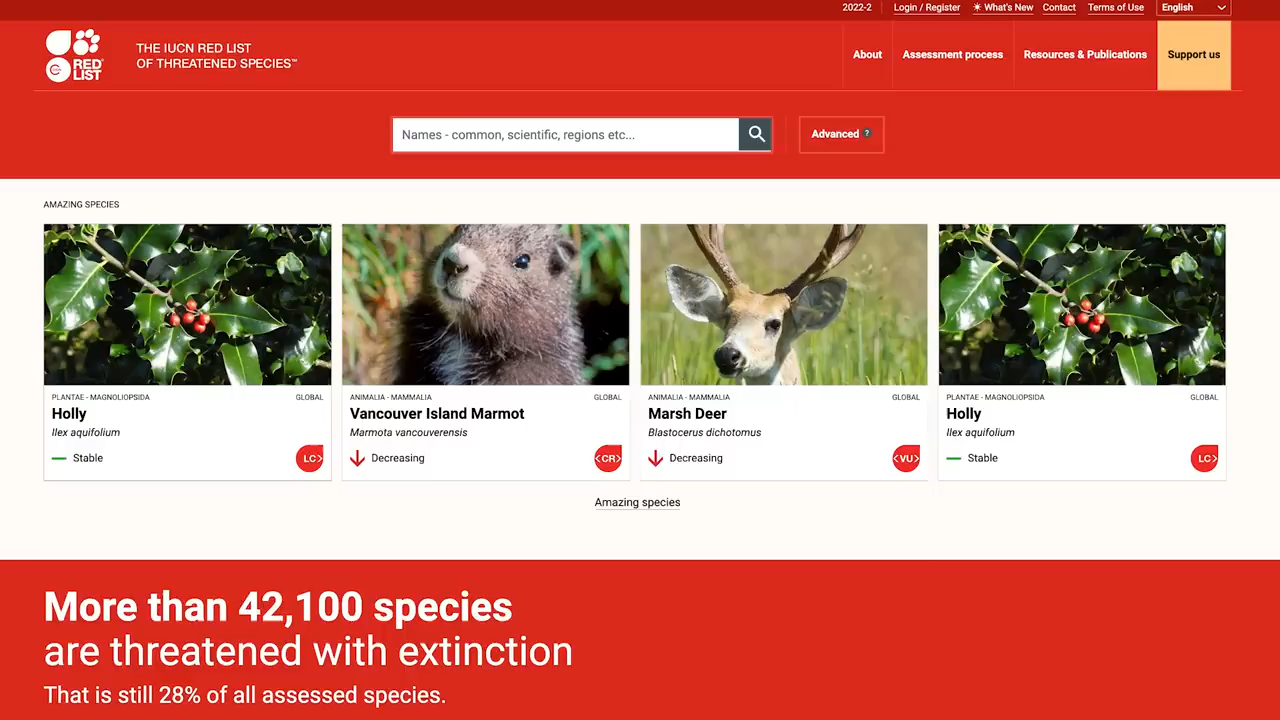 2022-2
Login / Register
What's New
Contact
Terms of Use
English
RED
LIST
THE IUCN RED LIST
OF THREATENED SPECIES™
About
Assessment process
Resources & Publications
Support us
Names - common, scientific, regions etc...
Advanced ?
AMAZING SPECIES
PLANTAE - MAGNOLIOPSIDA
GLOBAL
Holly
Ilex aquifolium
Stable
LC
ANIMALIA - MAMMALIA
GLOBAL
Vancouver Island Marmot
Marmota vancouverensis
Decreasing
CR
ANIMALIA - MAMMALIA
GLOBAL
Marsh Deer
Blastocerus dichotomus
Decreasing
VU
PLANTAE - MAGNOLIOPSIDA
GLOBAL
Holly
Ilex aquifolium
Stable
LC
Amazing species
More than 42,100 species
are threatened with extinction
That is still 28% of all assessed species.